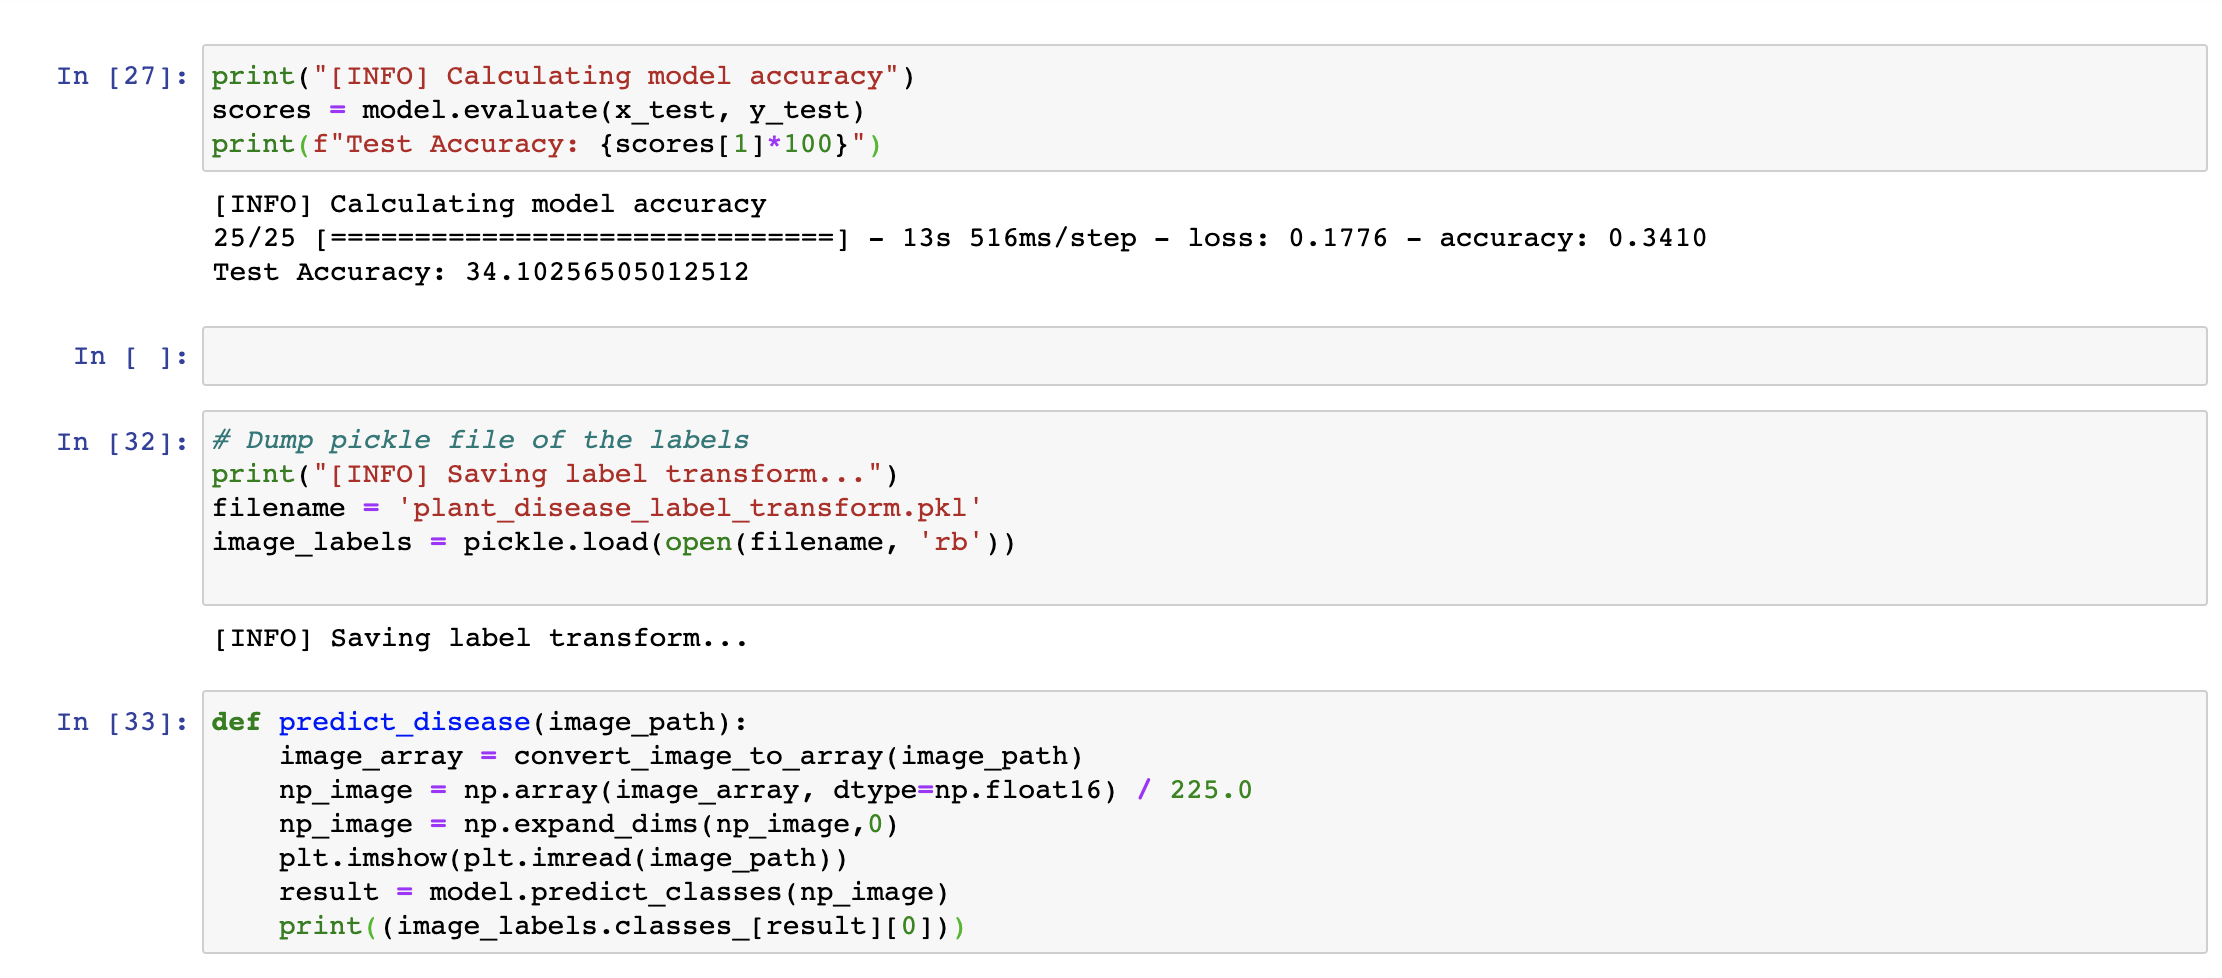 In [27]: print("[INFO] Calculating model accuracy")
scores = model.evaluate(x_test, y_test)
print(f"Test Accuracy: {scores[1]*100}")
[INFO] Calculating model accuracy
25/25 [==============================] - 13s 516ms/step - loss: 0.1776 - accuracy: 0.3410
Test Accuracy: 34.10256505012512
In [ ]:
In [32]: # Dump pickle file of the labels
print("[INFO] Saving label transform...")
filename = 'plant_disease_label_transform.pkl'
image_labels = pickle.load(open(filename, 'rb'))
[INFO] Saving label transform...
In [33]: def predict_disease(image_path):
    image_array = convert_image_to_array(image_path)
    np_image = np.array(image_array, dtype=np.float16) / 225.0
    np_image = np.expand_dims(np_image,0)
    plt.imshow(plt.imread(image_path))
    result = model.predict_classes(np_image)
    print((image_labels.classes_[result][0]))